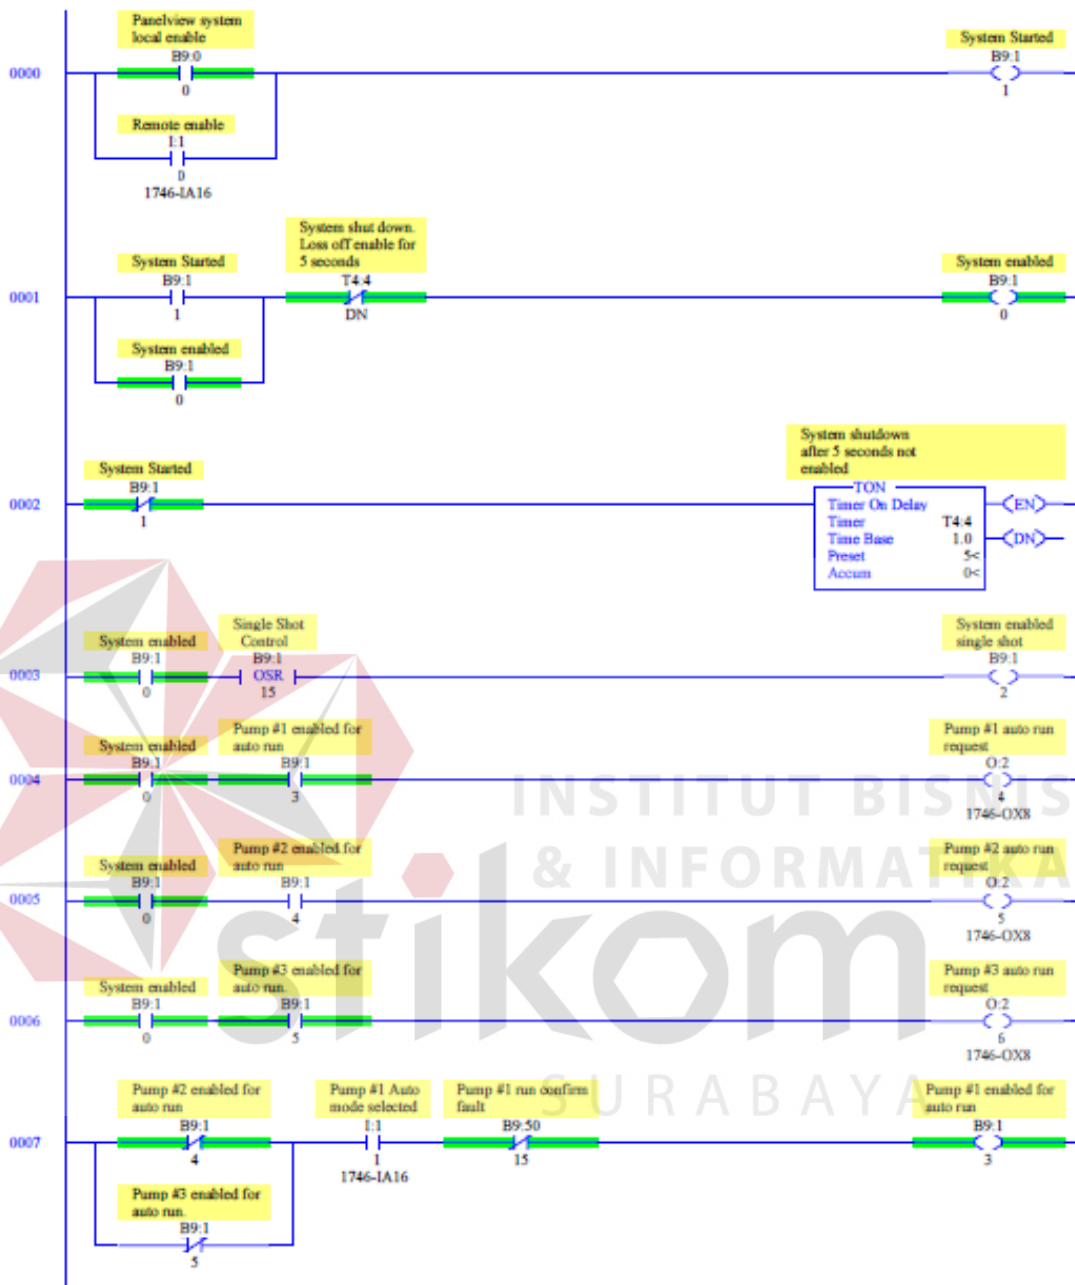 Panelview system
local enable
B9:0
0
System Started
B9:1
1
0000
Remote enable
I:1
0
1746-IA16
System shut down.
Loss off enable for
5 seconds
T4:4
DN
System Started
B9:1
1
System enabled
B9:1
0
0001
System enabled
B9:1
0
System shutdown
after 5 seconds not
enabled
System Started
B9:1
1
0002
TON
Timer On Delay
Timer T4:4
Time Base 1.0
Preset 5<
Accum 0<
EN
DN
System enabled
B9:1
0
Single Shot
Control
B9:1
OSR
15
System enabled
single shot
B9:1
2
0003
System enabled
B9:1
0
Pump #1 enabled for
auto run
B9:1
3
Pump #1 auto run
request
O:2
4
1746-OX8
0004
System enabled
B9:1
0
Pump #2 enabled for
auto run
B9:1
4
Pump #2 auto run
request
O:2
5
1746-OX8
0005
System enabled
B9:1
0
Pump #3 enabled for
auto run.
B9:1
5
Pump #3 auto run
request
O:2
6
1746-OX8
0006
Pump #2 enabled for
auto run
B9:1
4
Pump #1 Auto
mode selected
I:1
1
1746-IA16
Pump #1 run confirm
fault
B9:50
15
Pump #1 enabled for
auto run
B9:1
3
0007
Pump #3 enabled for
auto run.
B9:1
5
INSTITUT BISNIS
& INFORMATIKA
stikom
SURABAYA